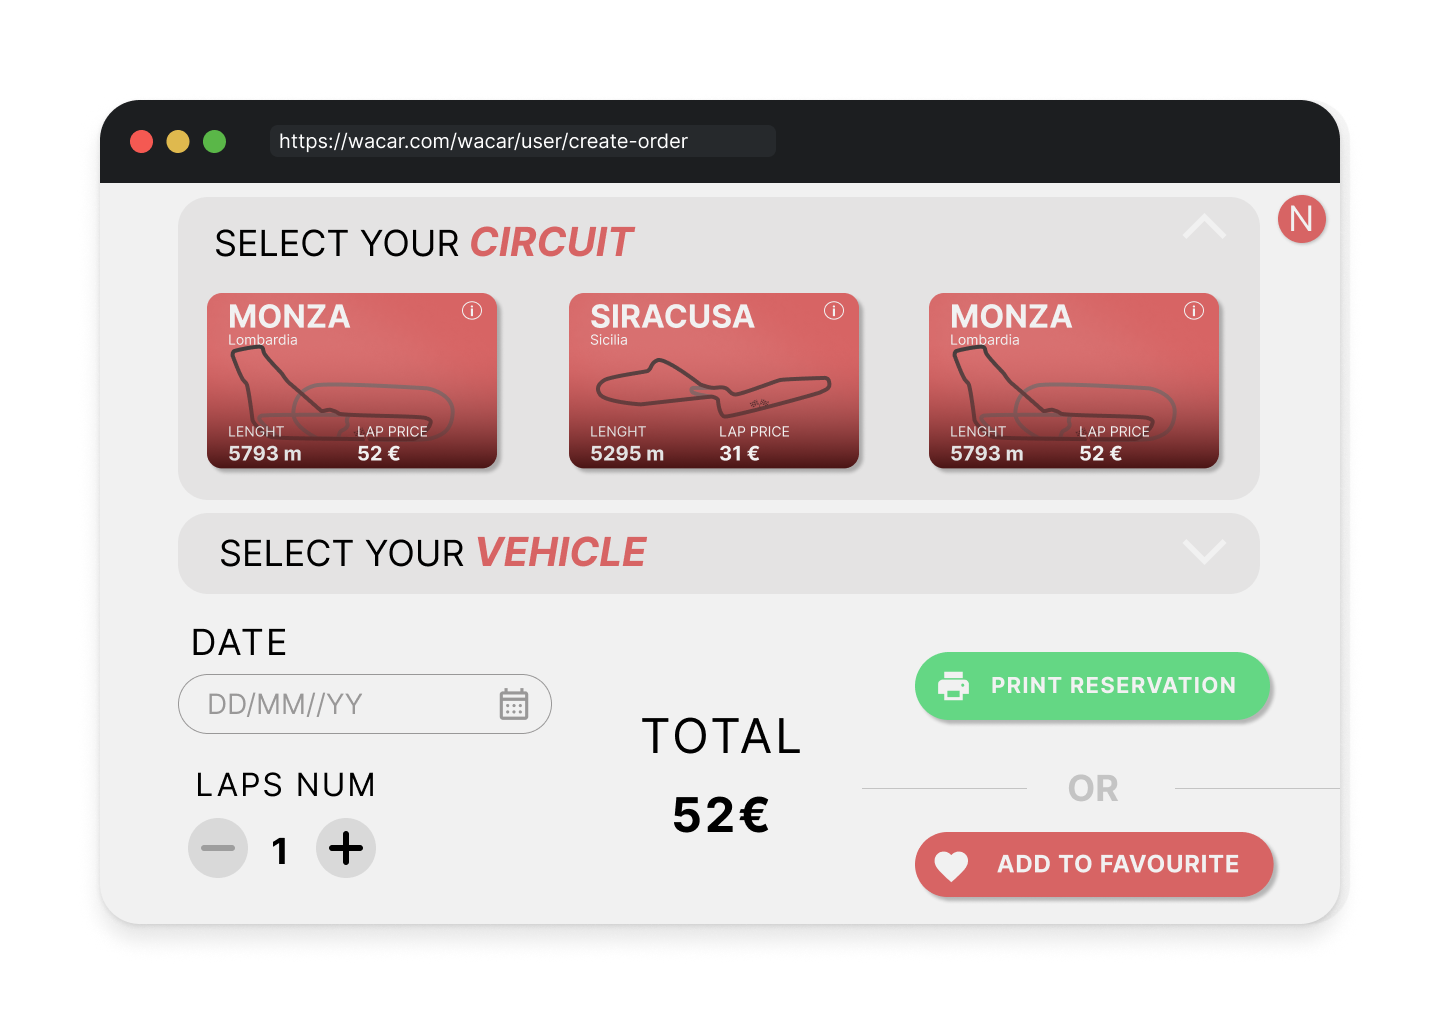 https://wacar.com/wacar/user/create-order
N
SELECT YOUR CIRCUIT
MONZA
Lombardia
LENGHT
5793 m
LAP PRICE
52 €
SIRACUSA
Sicilia
LENGHT
5295 m
LAP PRICE
31 €
MONZA
Lombardia
LENGHT
5793 m
LAP PRICE
52 €
SELECT YOUR VEHICLE
DATE
DD/MM//YY
LAPS NUM
1
TOTAL
52€
PRINT RESERVATION
OR
ADD TO FAVOURITE